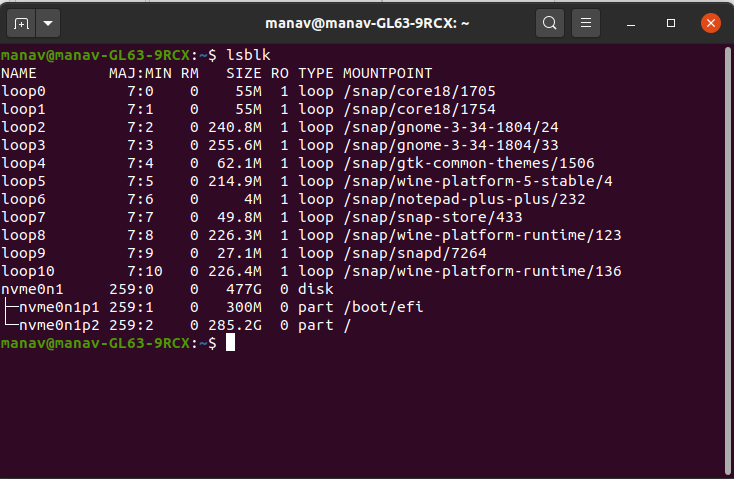 manav@manav-GL63-9RCX: ~
manav@manav-GL63-9RCX:~$ lsblk
NAME        MAJ:MIN RM   SIZE RO TYPE MOUNTPOINT
loop0         7:0    0    55M  1 loop /snap/core18/1705
loop1         7:1    0    55M  1 loop /snap/core18/1754
loop2         7:2    0 240.8M  1 loop /snap/gnome-3-34-1804/24
loop3         7:3    0 255.6M  1 loop /snap/gnome-3-34-1804/33
loop4         7:4    0  62.1M  1 loop /snap/gtk-common-themes/1506
loop5         7:5    0 214.9M  1 loop /snap/wine-platform-5-stable/4
loop6         7:6    0     4M  1 loop /snap/notepad-plus-plus/232
loop7         7:7    0  49.8M  1 loop /snap/snap-store/433
loop8         7:8    0 226.3M  1 loop /snap/wine-platform-runtime/123
loop9         7:9    0  27.1M  1 loop /snap/snapd/7264
loop10        7:10   0 226.4M  1 loop /snap/wine-platform-runtime/136
nvme0n1     259:0    0   477G  0 disk
├─nvme0n1p1 259:1    0   300M  0 part /boot/efi
└─nvme0n1p2 259:2    0 285.2G  0 part /
manav@manav-GL63-9RCX:~$